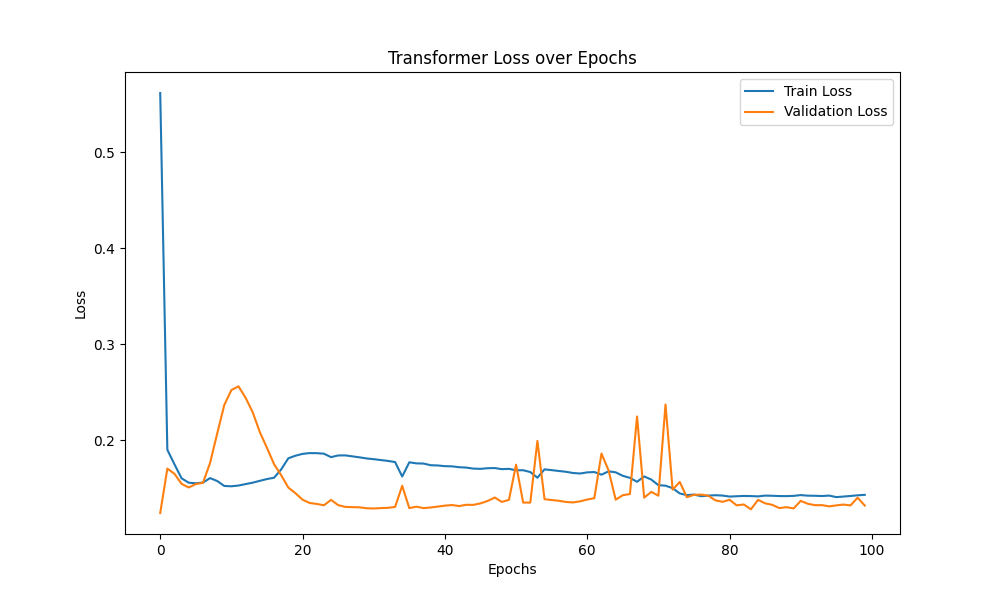 Transformer Loss over Epochs
Train Loss
Validation Loss
0.5
0.4
0.3
0.2
Loss
0 20 40 60 80 100
Epochs